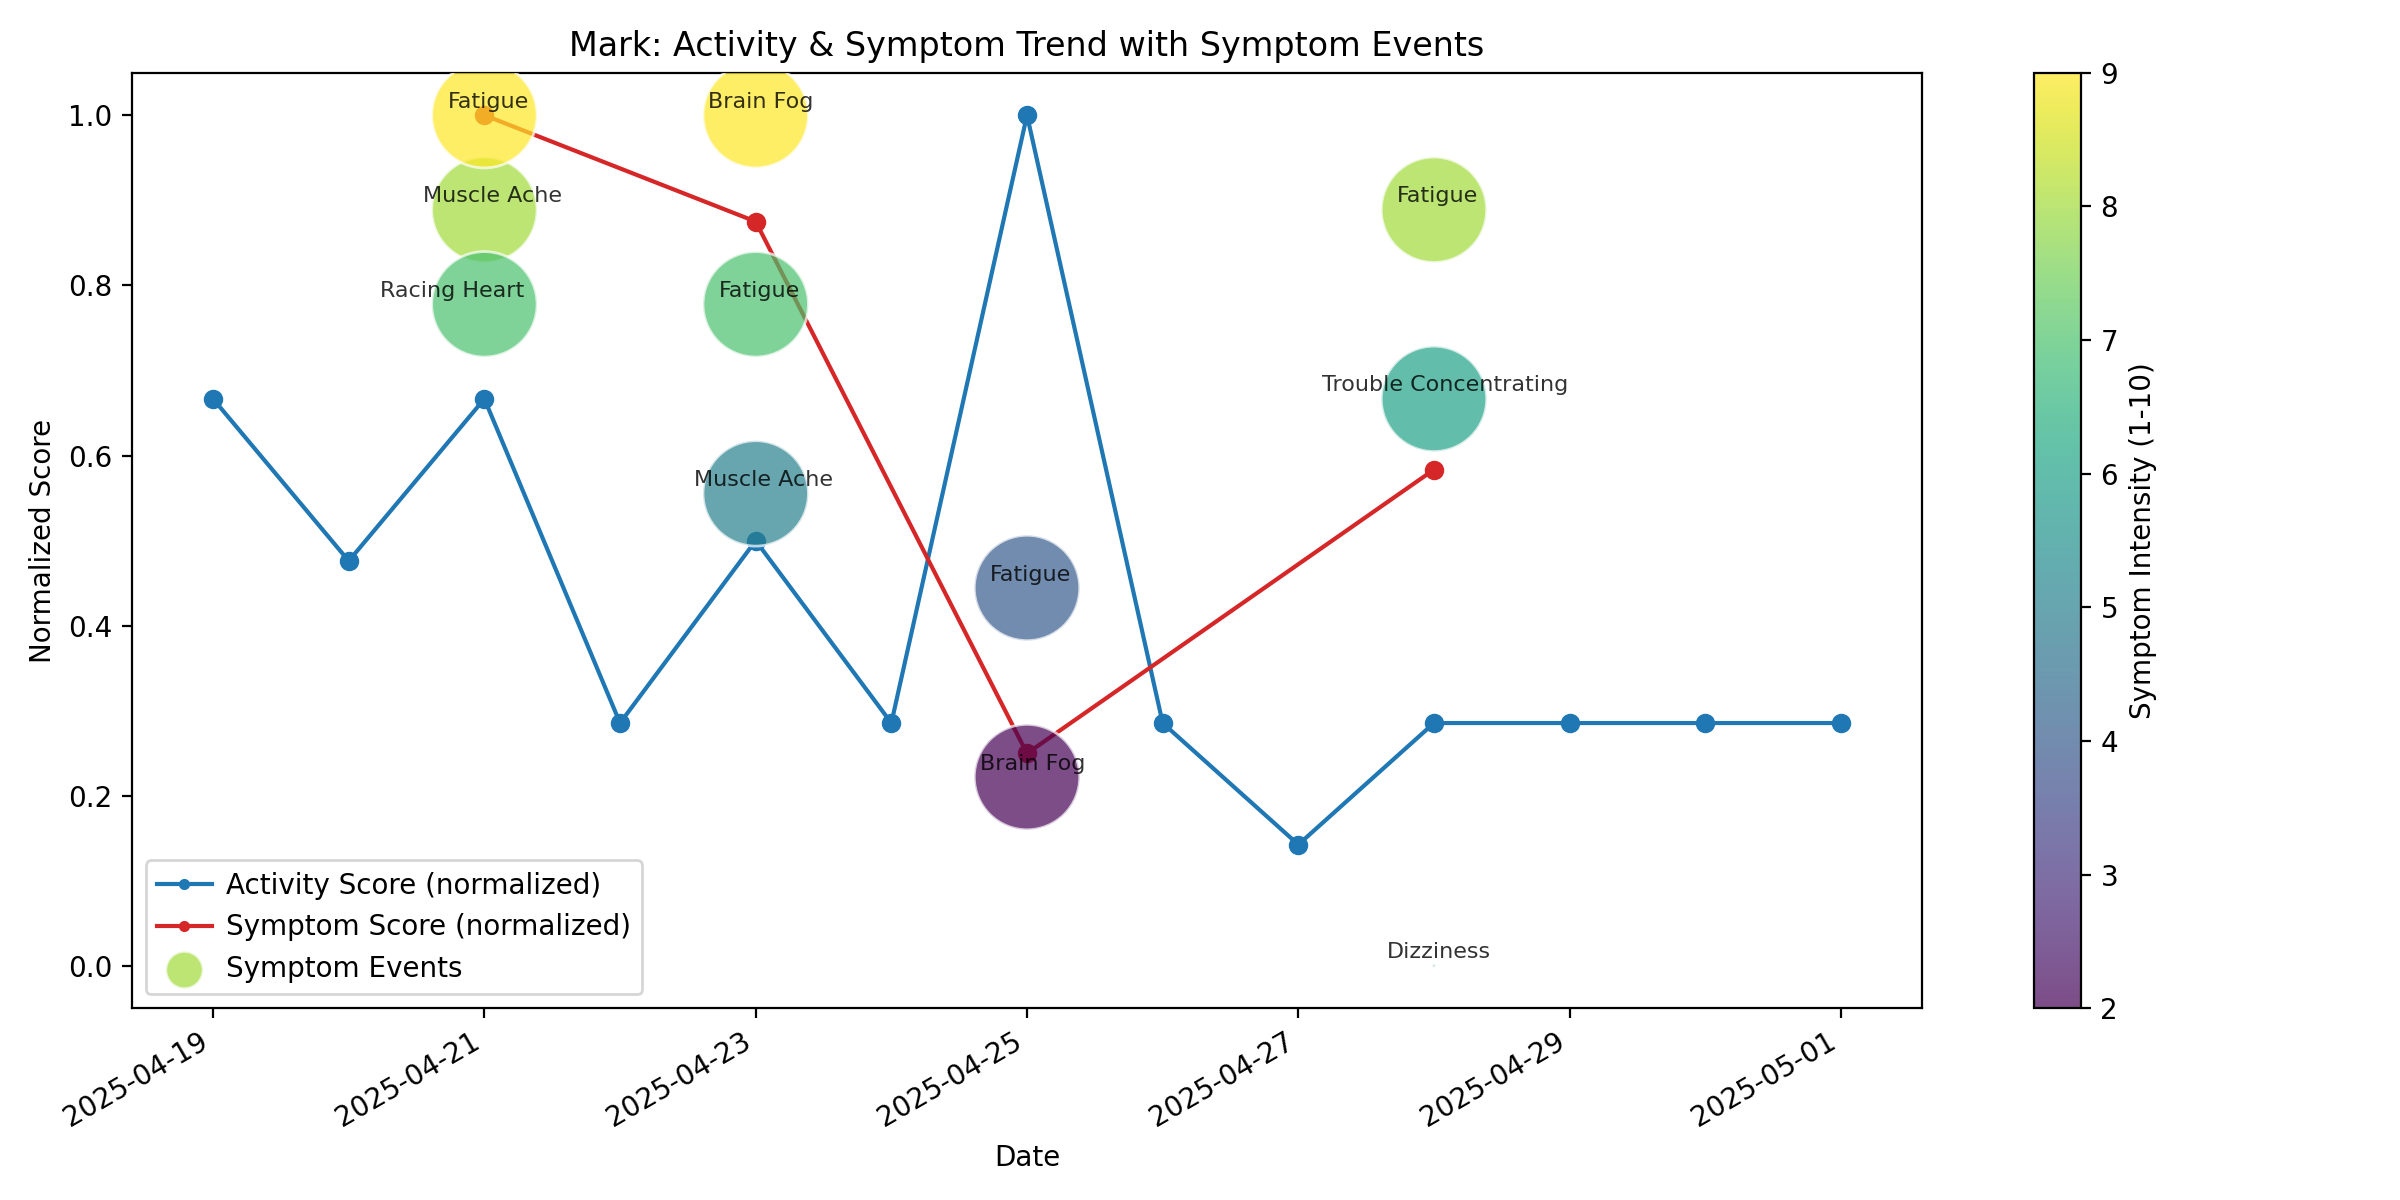 Mark: Activity & Symptom Trend with Symptom Events
Normalized Score
1.0
0.8
0.6
0.4
0.2
0.0
Fatigue
Brain Fog
Muscle Ache
Fatigue
Racing Heart
Fatigue
Trouble Concentrating
Muscle Ache
Fatigue
Brain Fog
Dizziness
Activity Score (normalized)
Symptom Score (normalized)
Symptom Events
2025-04-19
2025-04-21
2025-04-23
2025-04-25
2025-04-27
2025-04-29
2025-05-01
Date
9
8
7
6
5
4
3
2
Symptom Intensity (1-10)